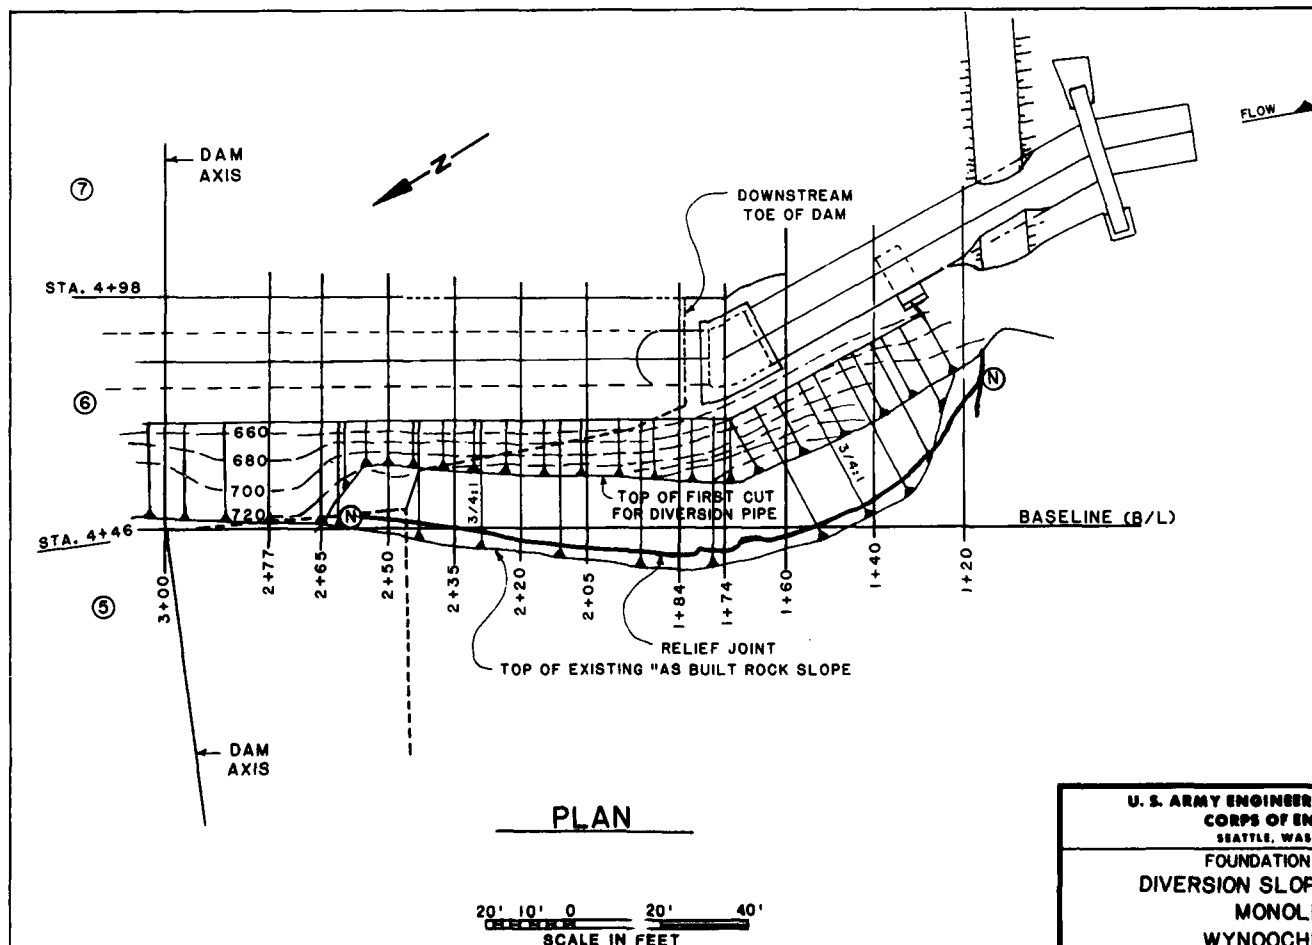 FLOW
DAM
AXIS
N
⑦
DOWNSTREAM
TOE OF DAM
STA. 4+98
⑥
660
680
700
720
N
N
3/4:1
3/4:1
TOP OF FIRST CUT
FOR DIVERSION PIPE
BASELINE (B/L)
STA. 4+46
⑤
3+00
2+77
2+65
2+50
2+35
2+20
2+05
1+84
1+74
1+60
1+40
1+20
RELIEF JOINT
TOP OF EXISTING "AS BUILT ROCK SLOPE
DAM
AXIS
PLAN
20' 10' 0 20' 40'
SCALE IN FEET
U. S. ARMY ENGINEER
CORPS OF EN
SEATTLE, WAS
FOUNDATION
DIVERSION SLOP
MONOL
WYNOOCH